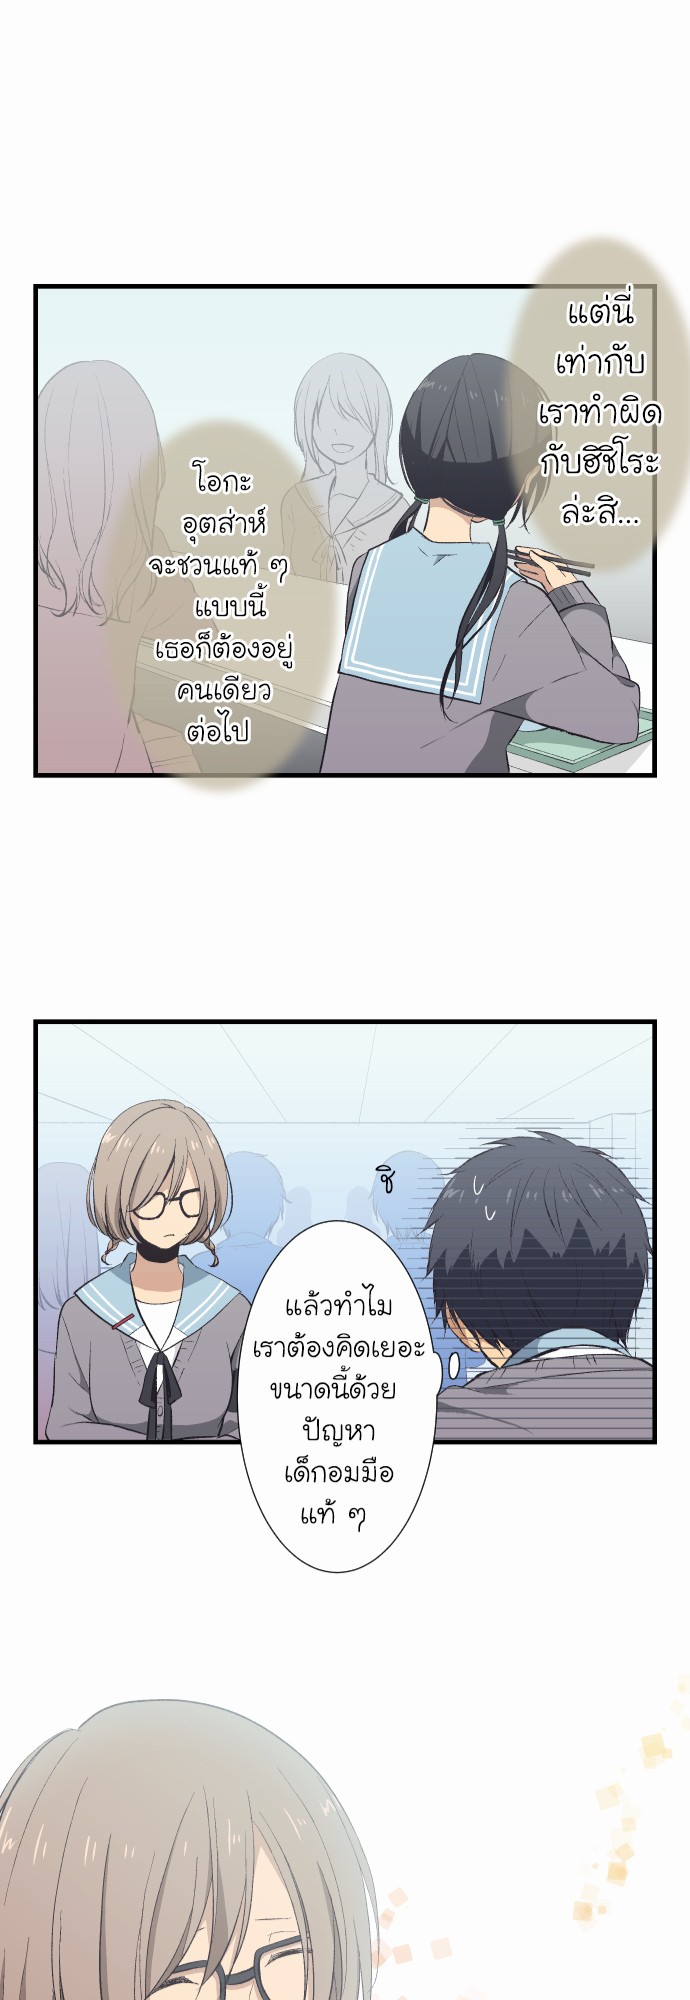 แต่นี่
เท่ากับ
เราทำผิด
กับฮิชิโระ
ล่ะสิ...
โอกะ
อุตส่าห์
จะชวนแท้ ๆ
แบบนี้
เธอก็ต้องอยู่
คนเดียว
ต่อไป
ชิ
แล้วทำไม
เราต้องคิดเยอะ
ขนาดนี้ด้วย
ปัญหา
เด็กอมมือ
แท้ ๆ